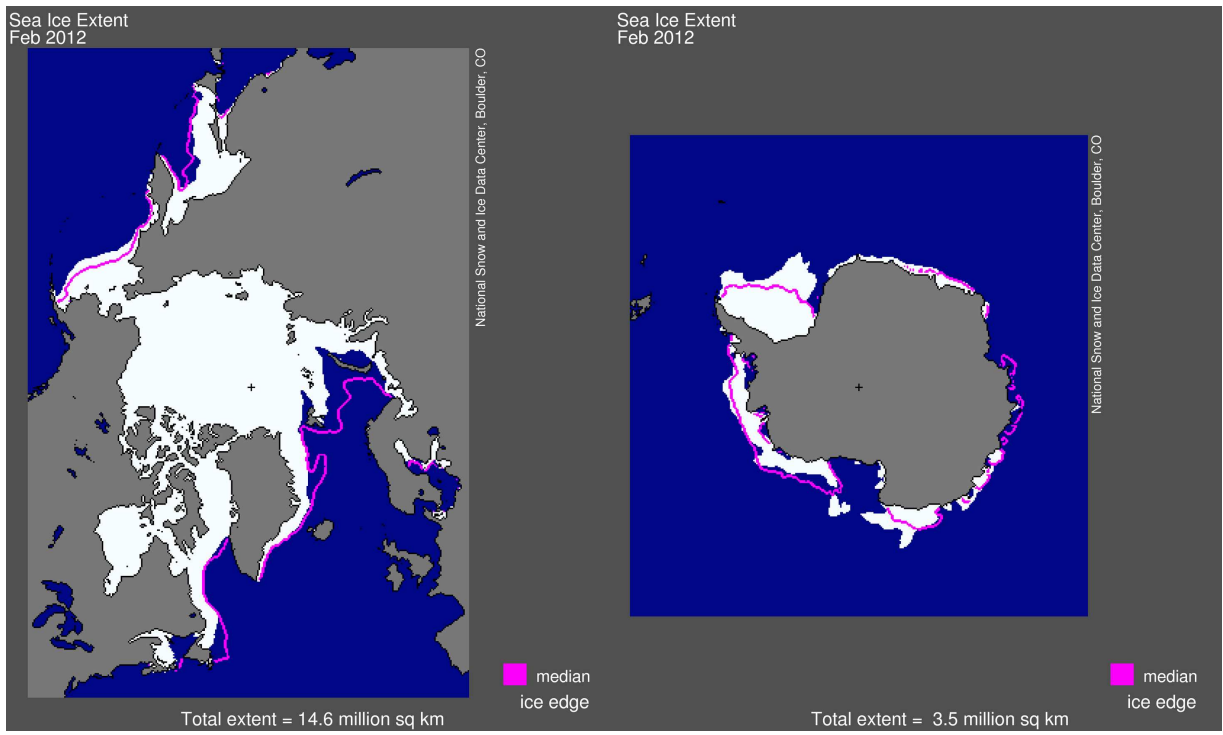 Sea Ice Extent
Feb 2012
National Snow and Ice Data Center, Boulder, CO
median
ice edge
Total extent = 14.6 million sq km
Sea Ice Extent
Feb 2012
National Snow and Ice Data Center, Boulder, CO
median
ice edge
Total extent = 3.5 million sq km